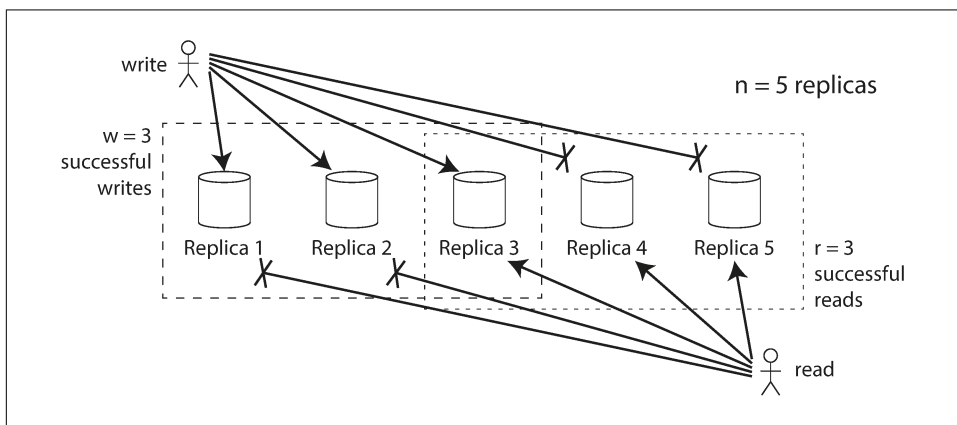 write
n = 5 replicas
w = 3
successful
writes
Replica 1
Replica 2
Replica 3
Replica 4
Replica 5
r = 3
successful
reads
read